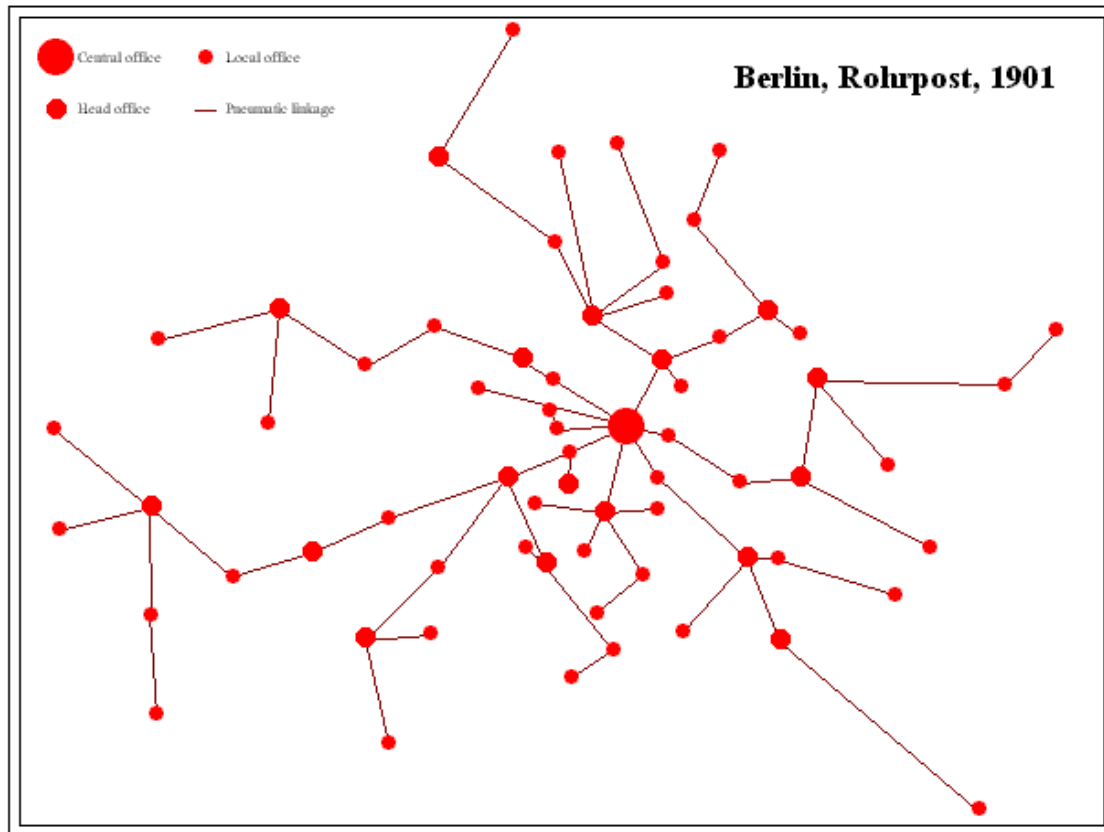 Central office
Local office
Berlin, Rohrpost, 1901
Head office
Pneumatic linkage